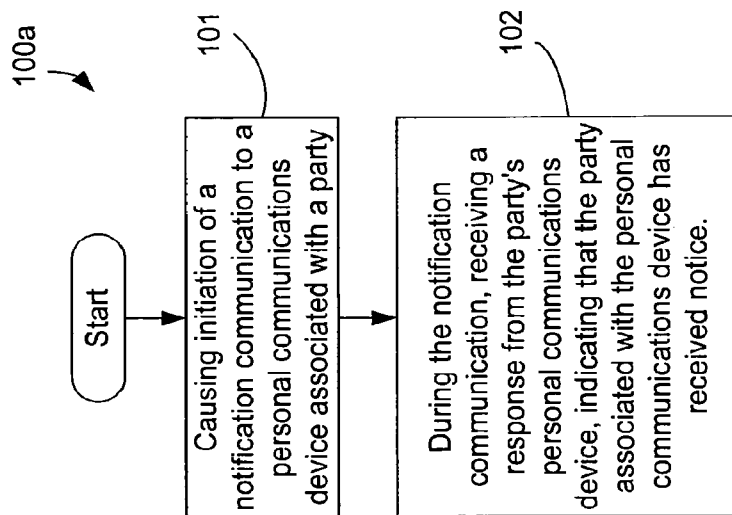 100a
Start
101
Causing initiation of a
notification communication to a
personal communications
device associated with a party
102
During the notification
communication, receiving a
response from the party's
personal communications
device, indicating that the party
associated with the personal
communications device has
received notice.